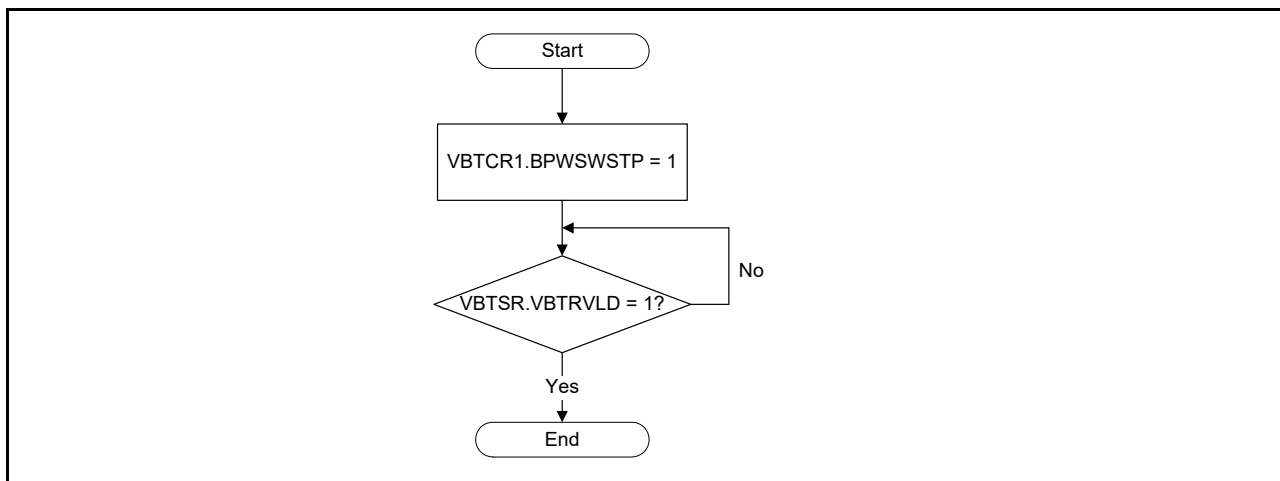 Start
VBTCR1.BPWSWSTP = 1
VBTSR.VBTRVLD = 1?
No
Yes
End